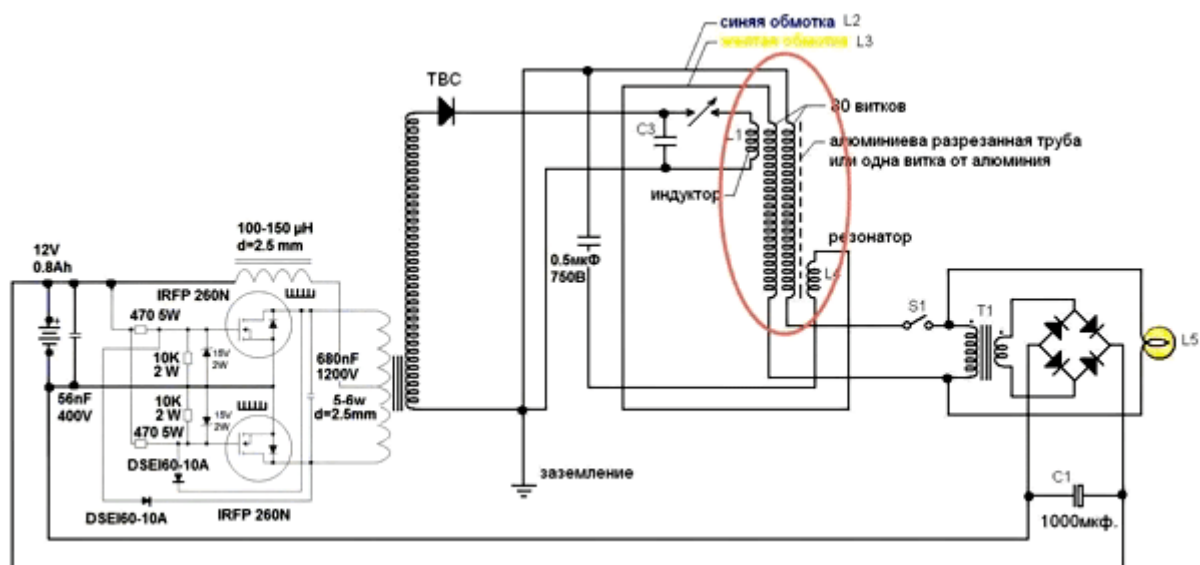 синяя обмотка L2
желтая обмотка L3
ТВС
80 витков
C3
L1
алюминиева разрезанная труба
или одна витка от алюминия
индуктор
100-150 µH
d=2.5 mm
резонатор
12V
0.8Ah
0.5мкФ
750В
L4
IRFP 260N
S1
T1
470 5W
L5
10K
2 W
15V
2W
680nF
1200V
56nF
400V
5-6w
d=2.5mm
10K
2 W
15V
2W
470 5W
DSEI60-10A
заземление
C1
DSEI60-10A
IRFP 260N
1000мкф.